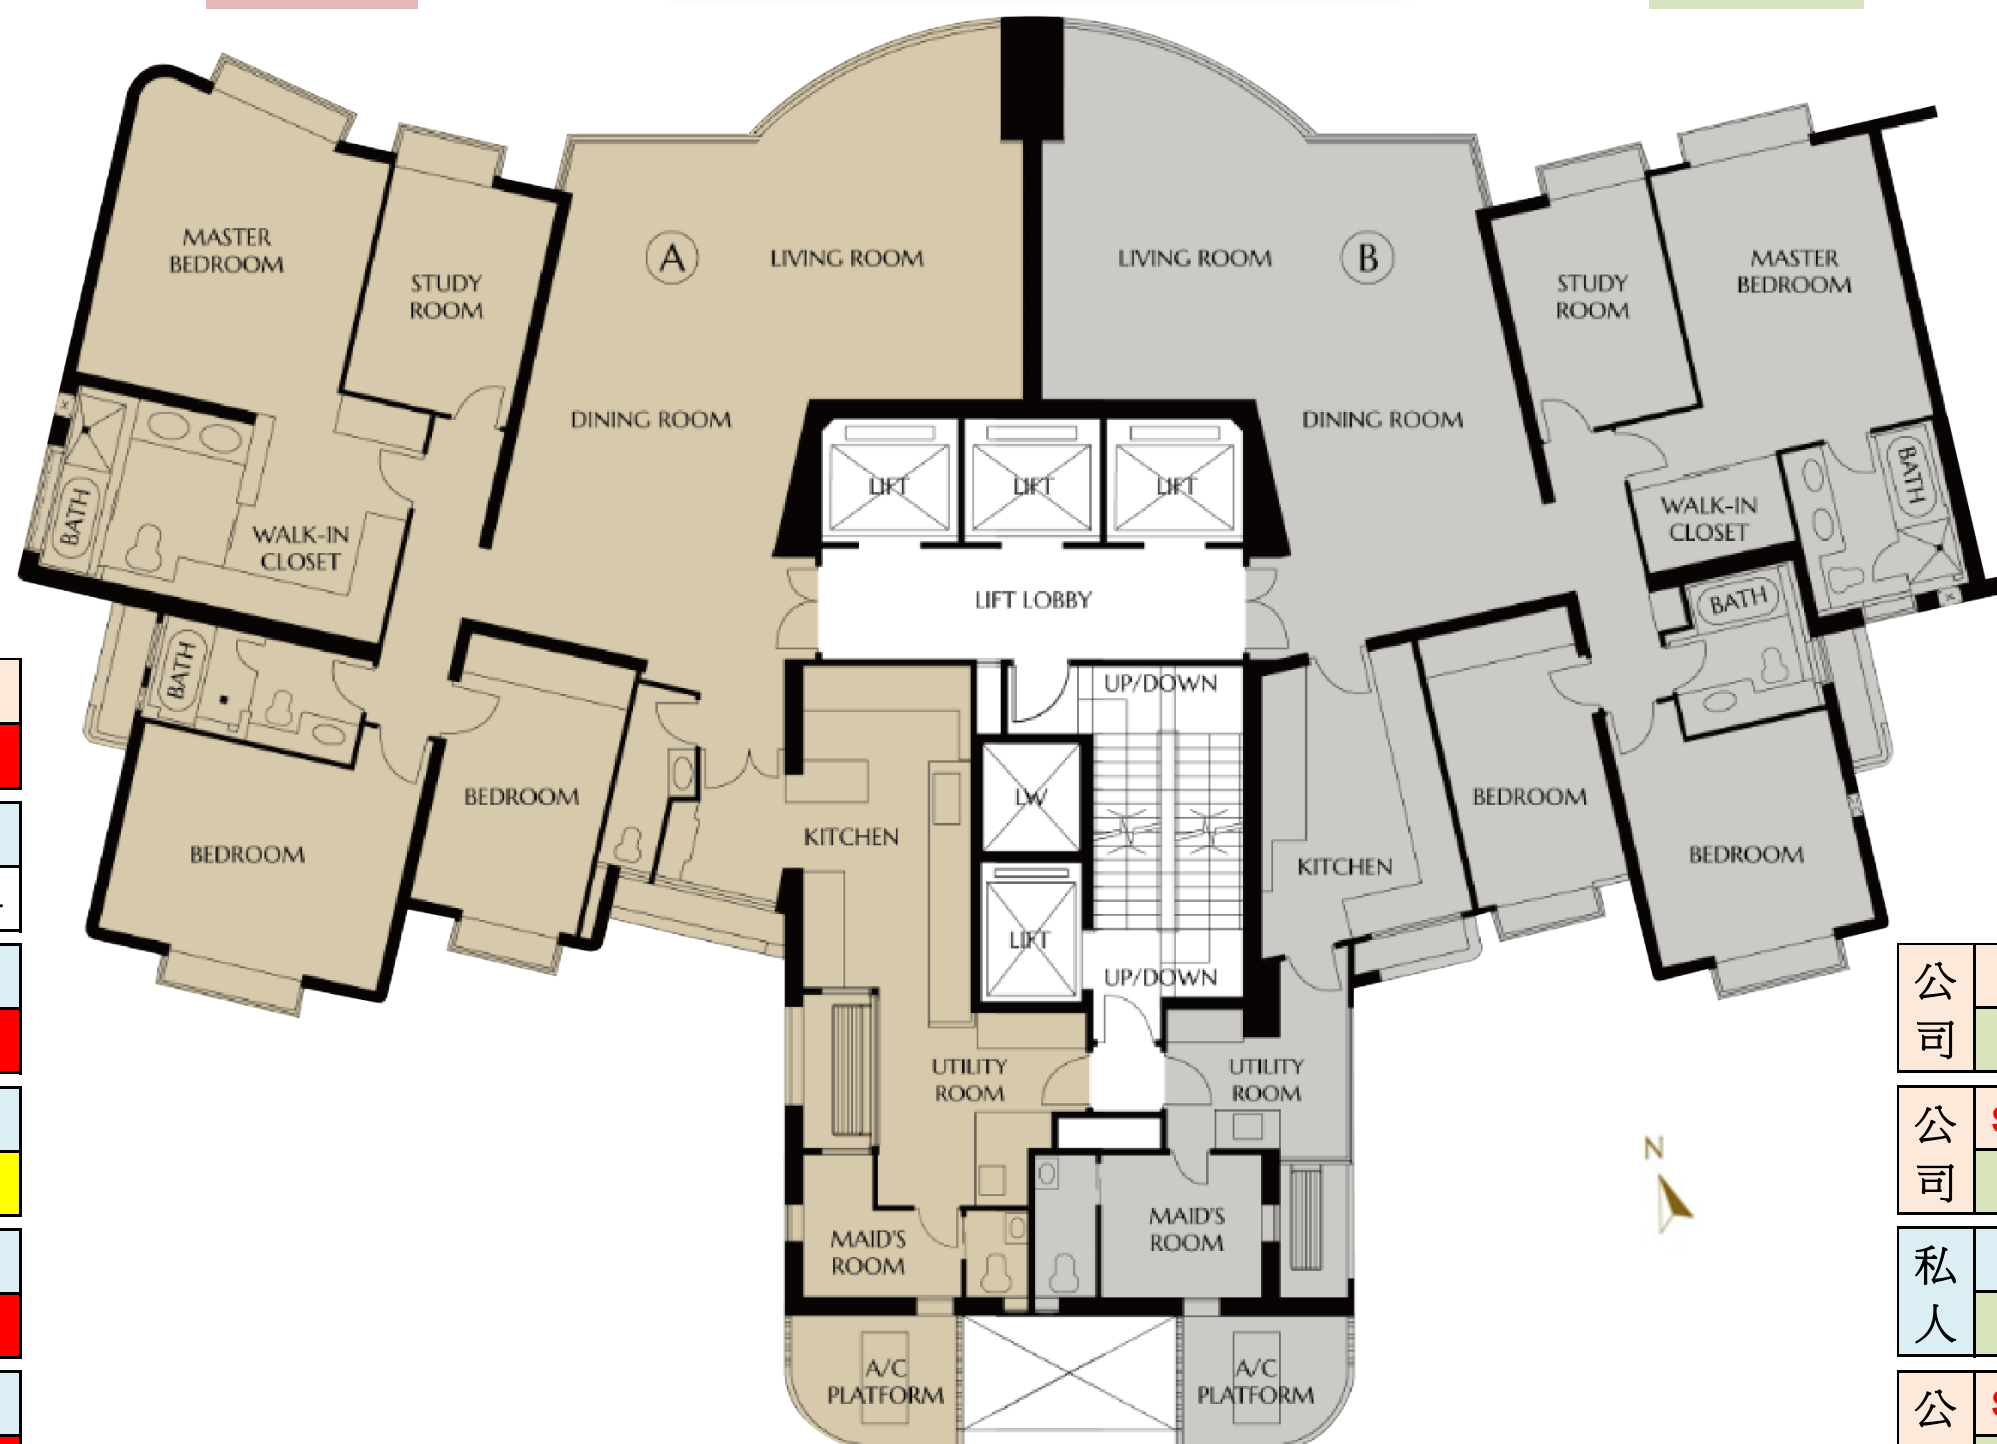 MASTER
BEDROOM
STUDY
ROOM
A
LIVING ROOM
LIVING ROOM
B
STUDY
ROOM
MASTER
BEDROOM
DINING ROOM
DINING ROOM
LIFT
LIFT
LIFT
BATH
WALK-IN
CLOSET
WALK-IN
CLOSET
BATH
LIFT LOBBY
BATH
BATH
UP/DOWN
BEDROOM
BEDROOM
LW
BEDROOM
BEDROOM
KITCHEN
KITCHEN
LIFT
UP/DOWN
UTILITY
ROOM
UTILITY
ROOM
MAID'S
ROOM
MAID'S
ROOM
A/C
PLATFORM
A/C
PLATFORM
N
公
司
公
司
私
人
公